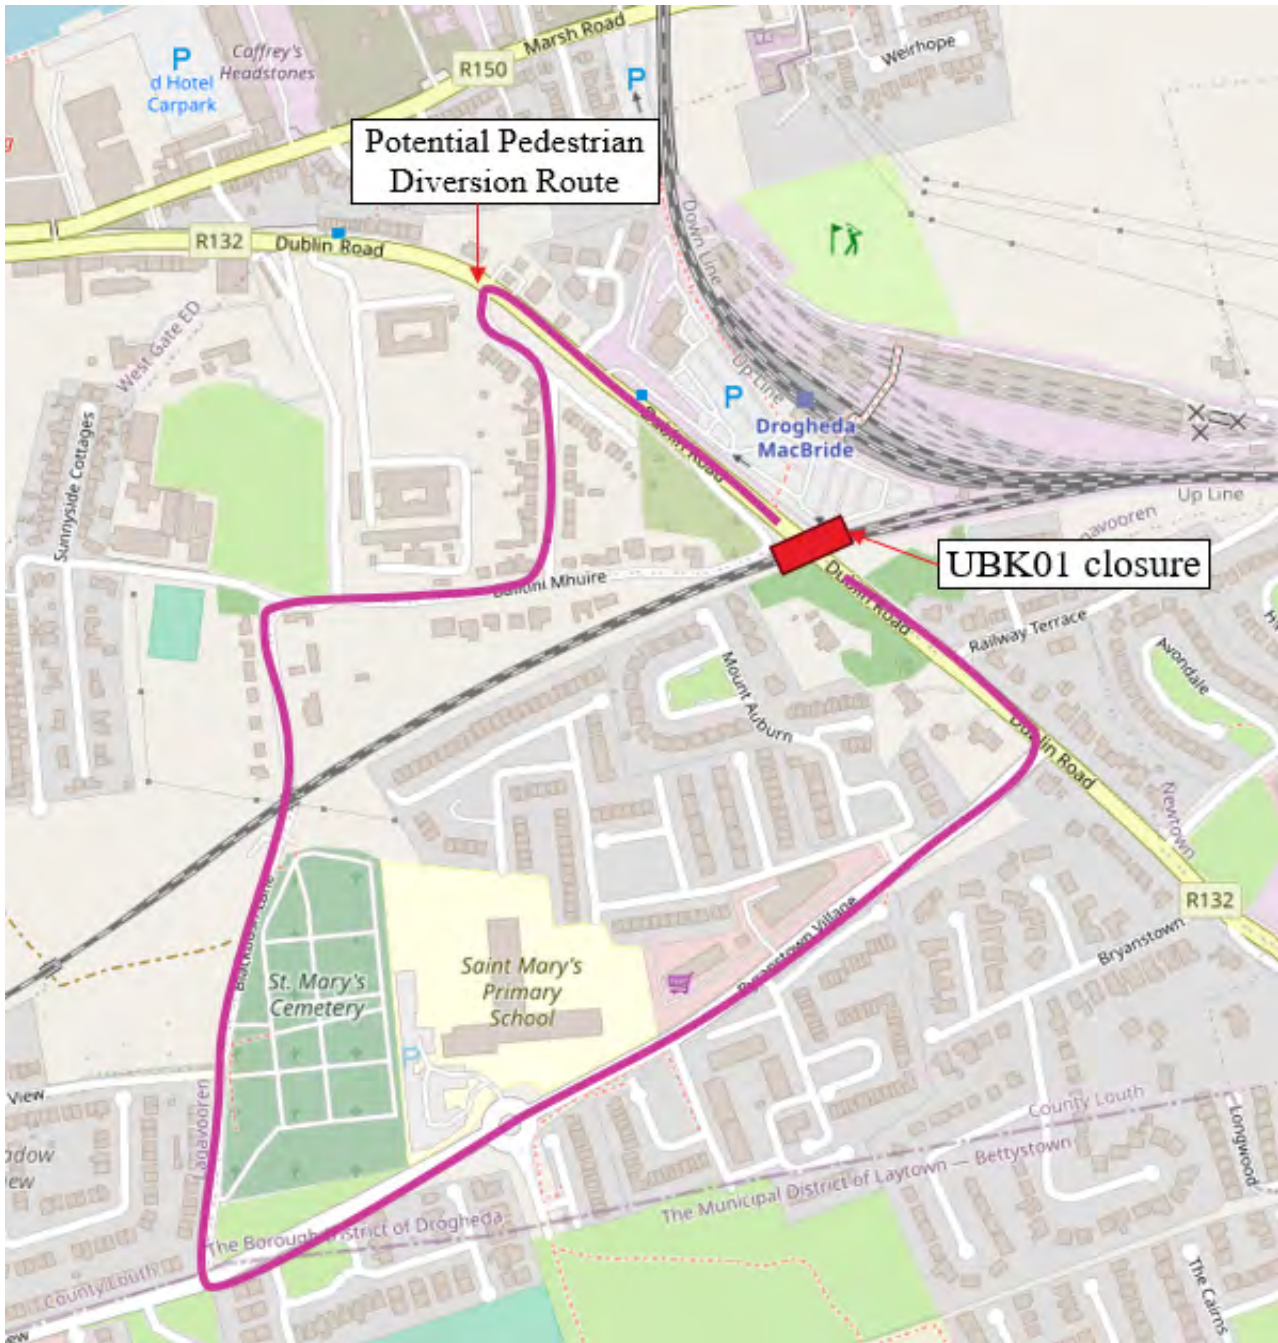 Marsh Road
Weirhope
P
Caffrey's
Headstones
R150
P
d Hotel
Carpark
Potential Pedestrian
Diversion Route
Down Line
R132
Dublin Road
West Gate ED
Up Line
P
Drogheda
MacBride
Dublin Road
Sunnyside Cottages
Up Line
UBK01 closure
Dublin Road
Railway Terrace
Avondale
Mount Auburn
Dublin Road
Newtown
R132
Bryanstown Village
Bryanstown
Saint Mary's
Primary
School
St. Mary's
Cemetery
P
View
Lagavooren
County Louth
Longwood
The Municipal District of Laytown — Bettystown
The Borough District of Drogheda
County Louth
The Cairns